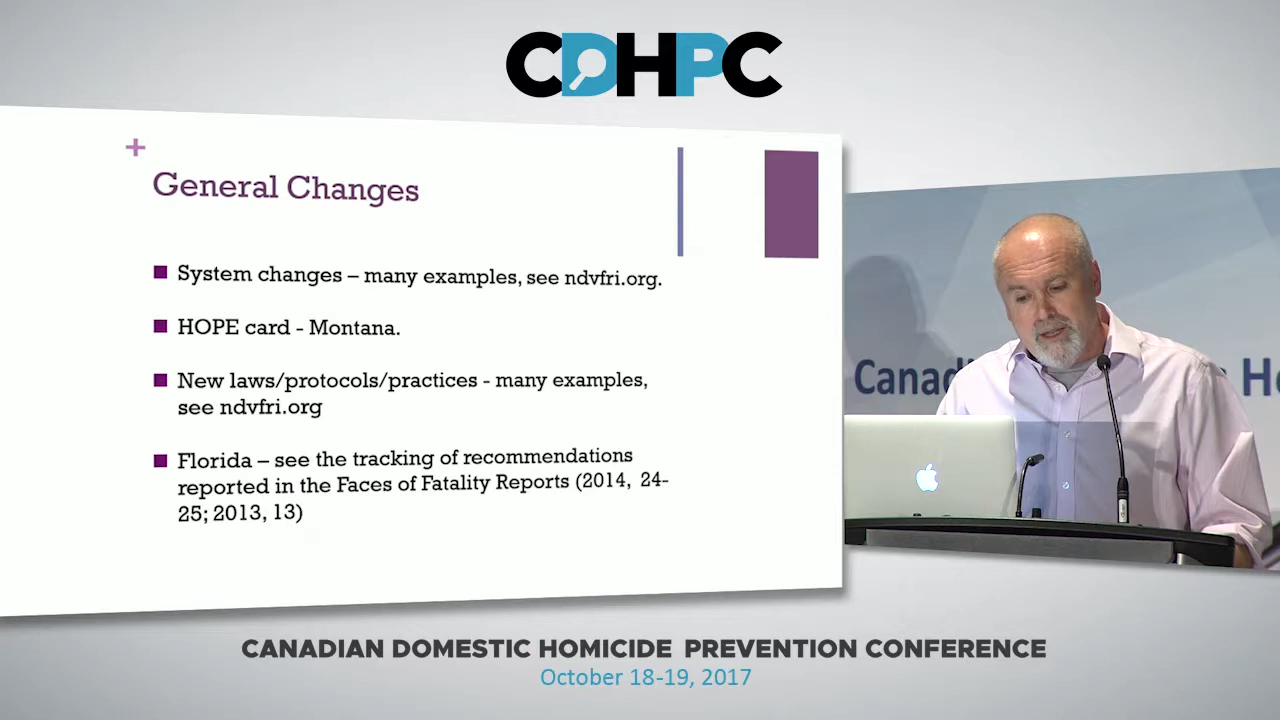 CDHPC
+
General Changes
System changes – many examples, see ndvfri.org.
HOPE card - Montana.
New laws/protocols/practices - many examples,
see ndvfri.org
Florida – see the tracking of recommendations
reported in the Faces of Fatality Reports (2014, 24-
25; 2013, 13)
Canad
s Ho
CANADIAN DOMESTIC HOMICIDE PREVENTION CONFERENCE
October 18-19, 2017